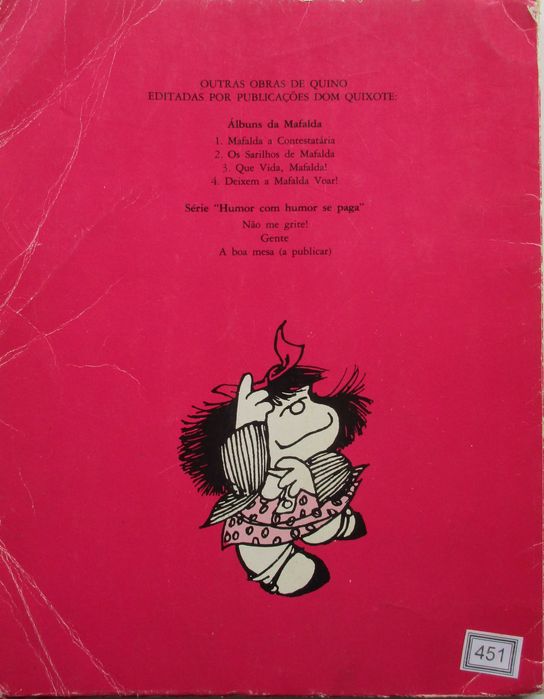 OUTRAS OBRAS DE QUINO
EDITADAS POR PUBLICAÇÕES DOM QUIXOTE:
Álbuns da Mafalda
1. Mafalda a Contestatária
2. Os Sarilhos de Mafalda
3. Que Vida, Mafalda!
4. Deixem a Mafalda Voar!
Série "Humor com humor se paga"
Não me grite!
Gente
A boa mesa (a publicar)
451